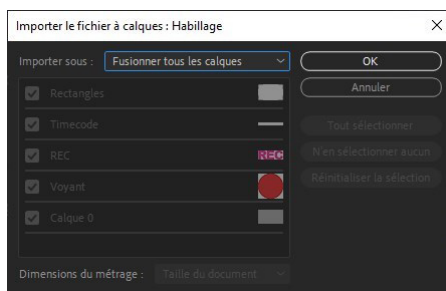 Importer le fichier à calques : Habillage
Importer sous : Fusionner tous les calques
OK
Annuler
Rectangles
Timecode
REC REC
Voyant
Calque 0
Tout sélectionner
N'en sélectionner aucun
Réinitialiser la sélection
Dimensions du métrage : Taille du document